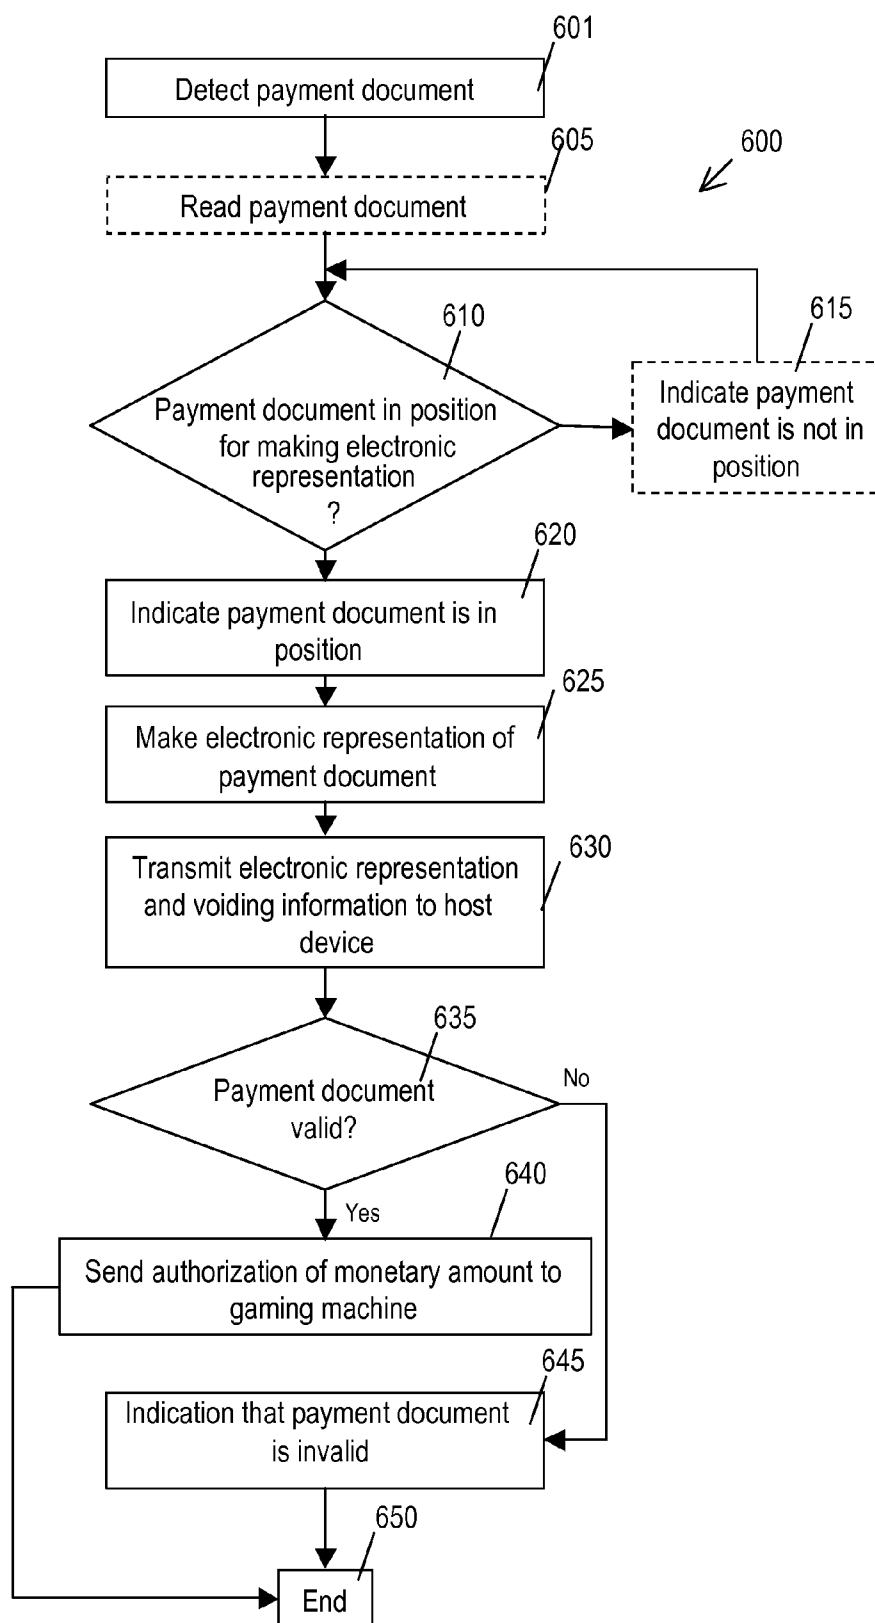 601
Detect payment document
605
600
Read payment document
610
615
Payment document in position
for making electronic
representation
?
Indicate payment
document is not in
position
620
Indicate payment document is in
position
625
Make electronic representation of
payment document
630
Transmit electronic representation
and voiding information to host
device
635
No
Payment document
valid?
640
Yes
Send authorization of monetary amount to
gaming machine
645
Indication that payment document
is invalid
650
End